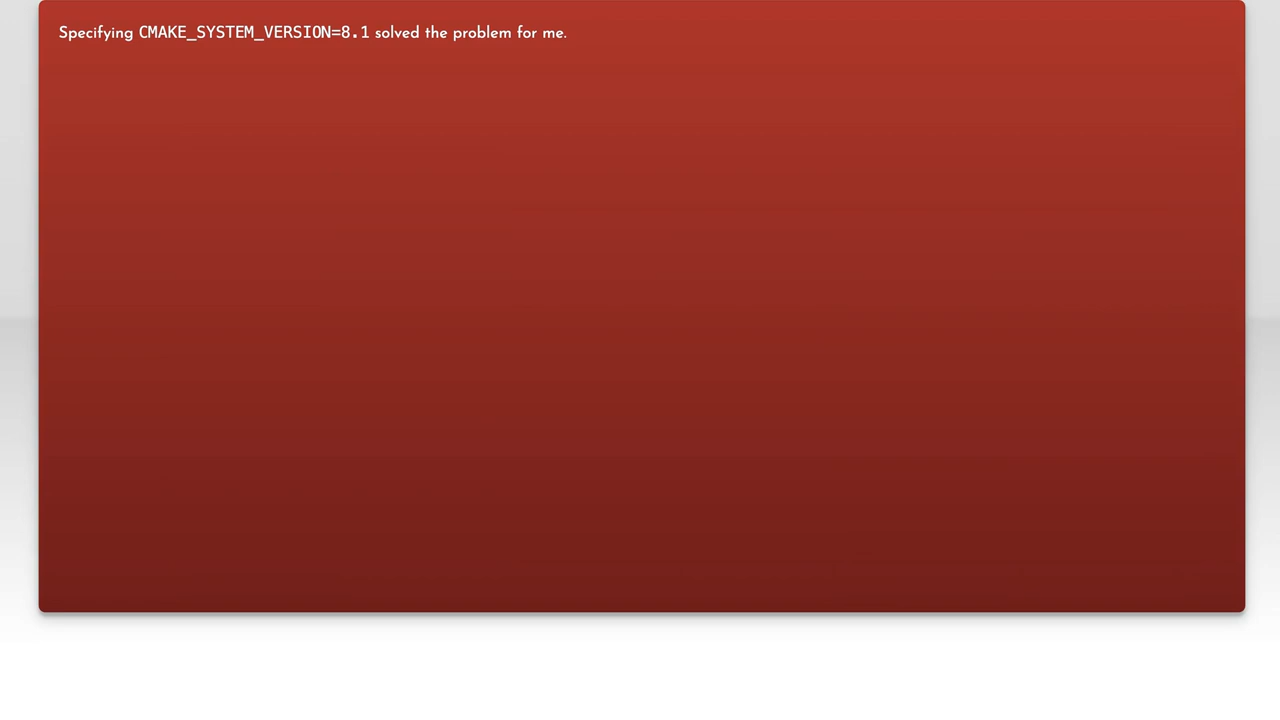 Specifying CMAKE_SYSTEM_VERSION=8.1 solved the problem for me.